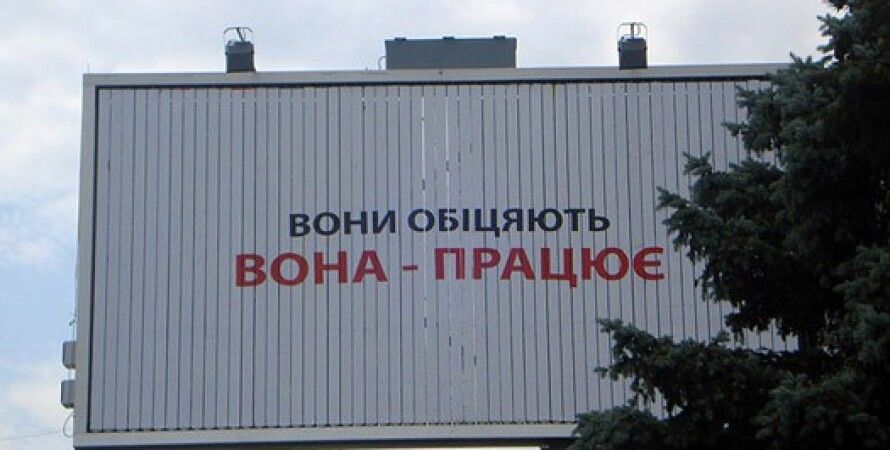 ВОНИ ОБІЦЯЮТЬ
ВОНА - ПРАЦЮЄ